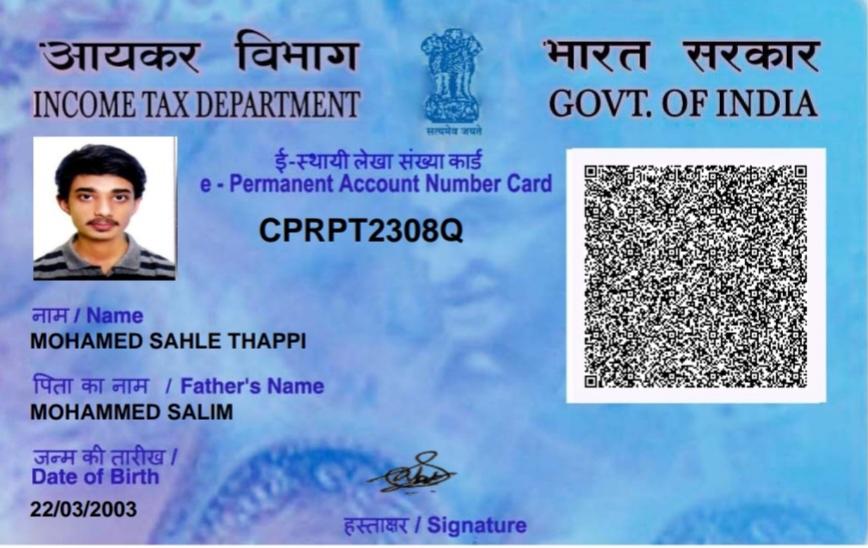 आयकर विभाग
INCOME TAX DEPARTMENT
सत्यमेव जयते
भारत सरकार
GOVT. OF INDIA
ई-स्थायी लेखा संख्या कार्ड
e - Permanent Account Number Card
CPRPT2308Q
नाम / Name
MOHAMED SAHLE THAPPI
पिता का नाम / Father's Name
MOHAMMED SALIM
जन्म की तारीख /
Date of Birth
22/03/2003
हस्ताक्षर / Signature